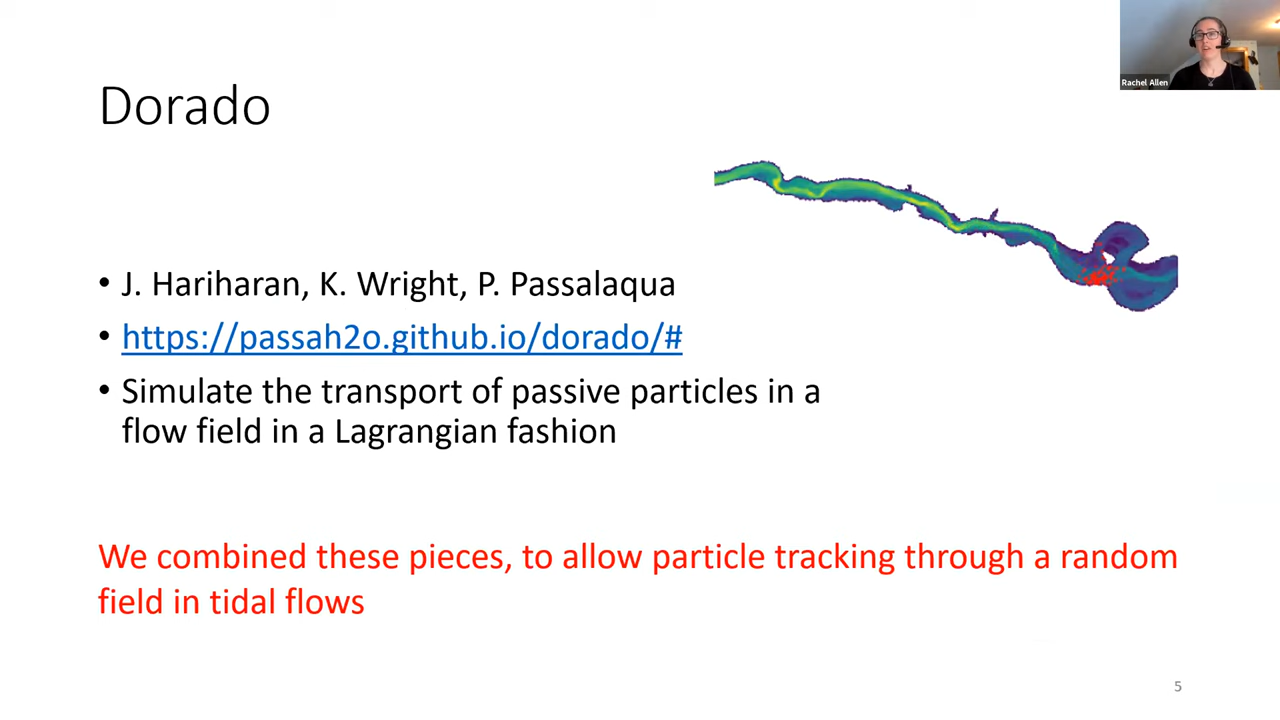 Rachel Allen
Dorado
• J. Hariharan, K. Wright, P. Passalaqua
• https://passah2o.github.io/dorado/#
• Simulate the transport of passive particles in a
flow field in a Lagrangian fashion
We combined these pieces, to allow particle tracking through a random
field in tidal flows
5